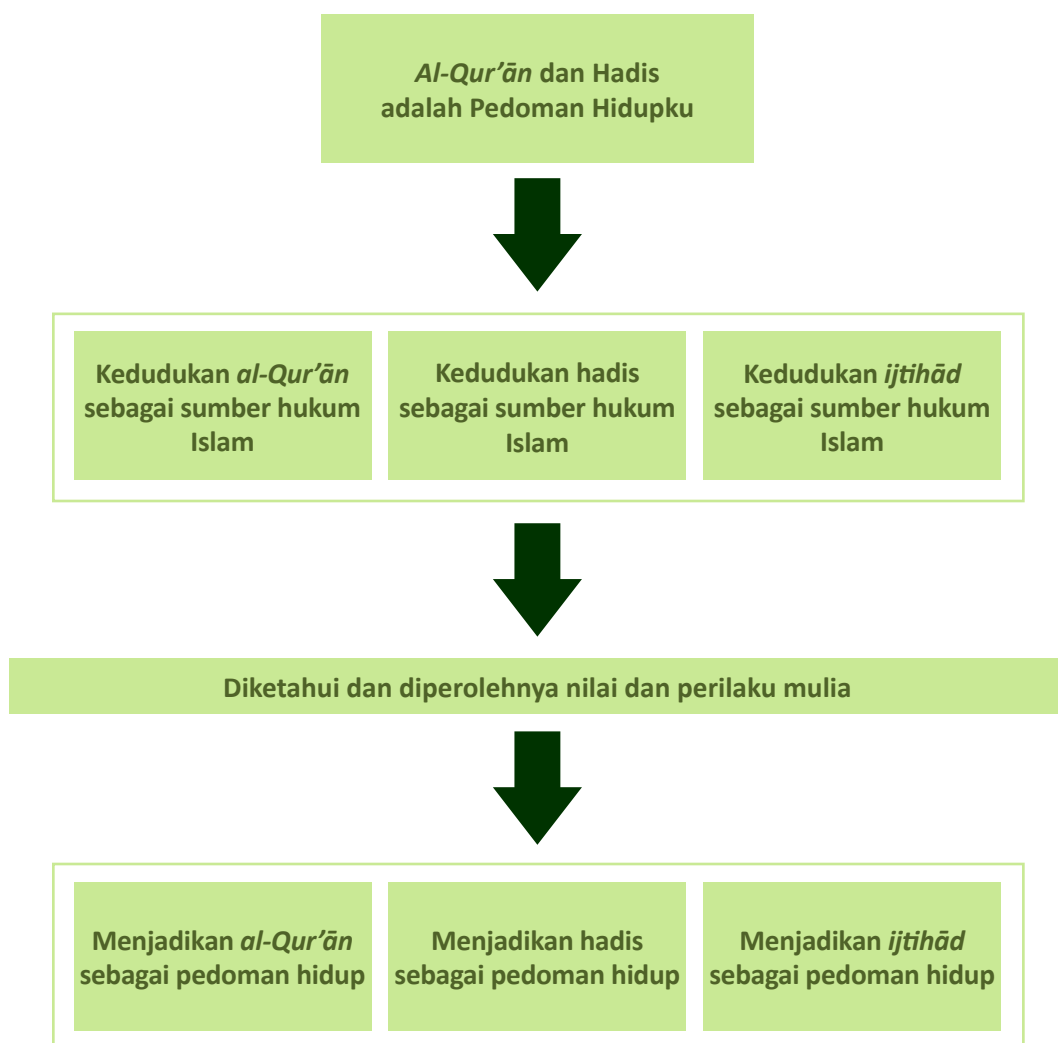 Al-Qur’ān dan Hadis
adalah Pedoman Hidupku
Kedudukan al-Qur’ān
sebagai sumber hukum
Islam
Kedudukan hadis
sebagai sumber hukum
Islam
Kedudukan ijtihād
sebagai sumber hukum
Islam
Diketahui dan diperolehnya nilai dan perilaku mulia
Menjadikan al-Qur’ān
sebagai pedoman hidup
Menjadikan hadis
sebagai pedoman hidup
Menjadikan ijtihād
sebagai pedoman hidup